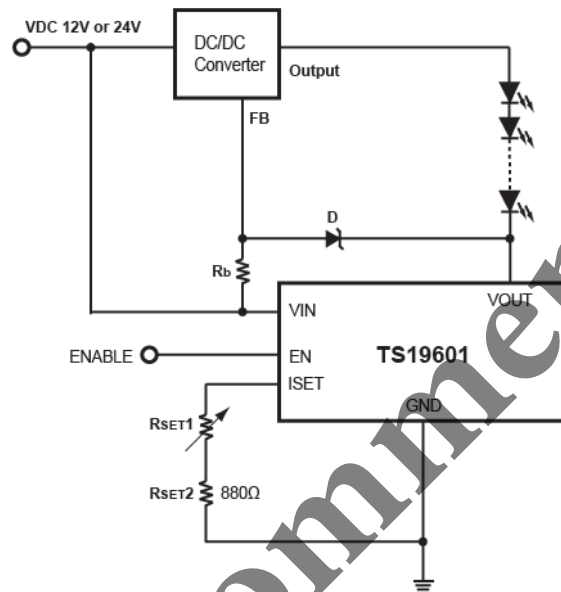 VDC 12V or 24V
DC/DC
Converter
Output
FB
D
Rb
VIN
VOUT
ENABLE
EN
TS19601
ISET
GND
RSET1
RSET2 880Ω